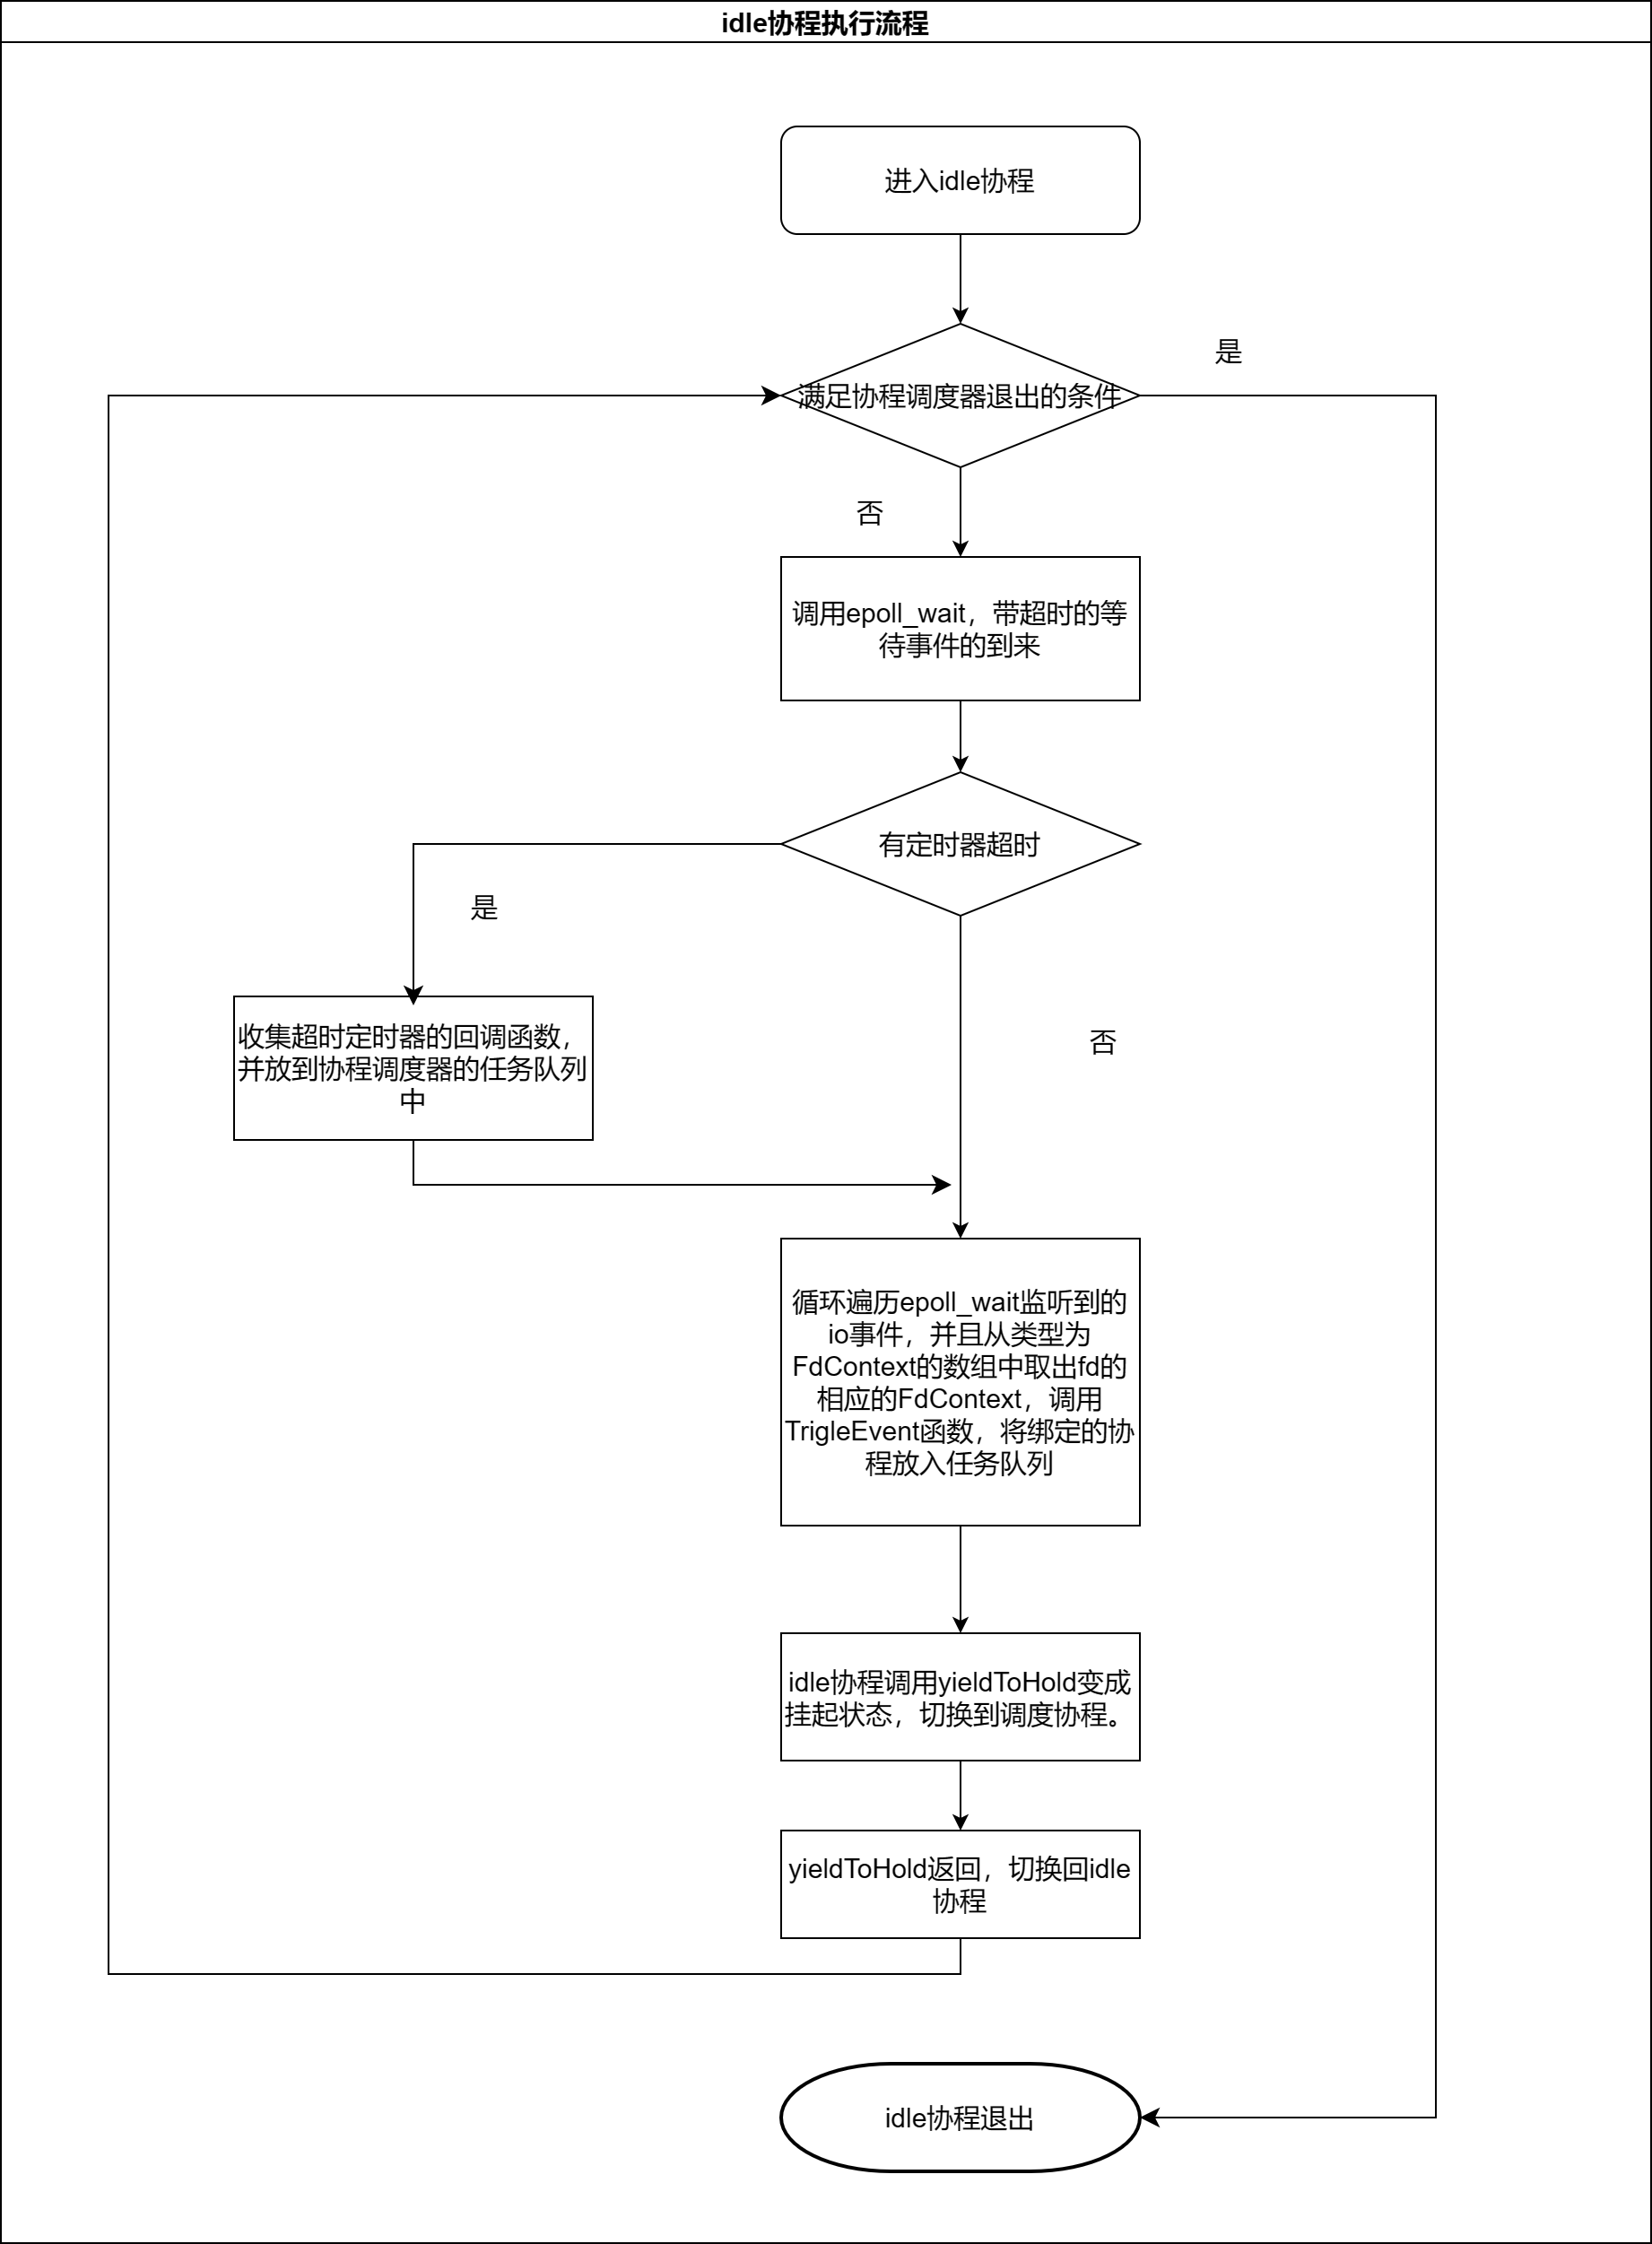 idle协程执行流程
进入idle协程
是
满足协程调度器退出的条件
否
调用epoll_wait，带超时的等
待事件的到来
有定时器超时
是
收集超时定时器的回调函数，
并放到协程调度器的任务队列
中
否
循环遍历epoll_wait监听到的
io事件，并且从类型为
FdContext的数组中取出fd的
相应的FdContext，调用
TrigleEvent函数，将绑定的协
程放入任务队列
idle协程调用yieldToHold变成
挂起状态，切换到调度协程。
yieldToHold返回，切换回idle
协程
idle协程退出